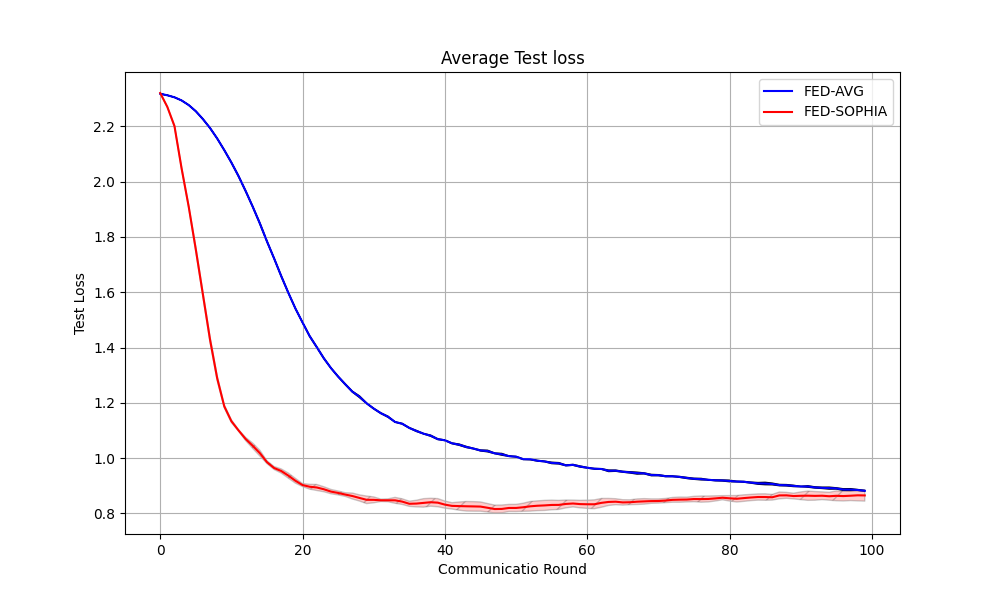 Average Test loss
FED-AVG
FED-SOPHIA
Test Loss
2.2
2.0
1.8
1.6
1.4
1.2
1.0
0.8
0
20
40
60
80
100
Communicatio Round